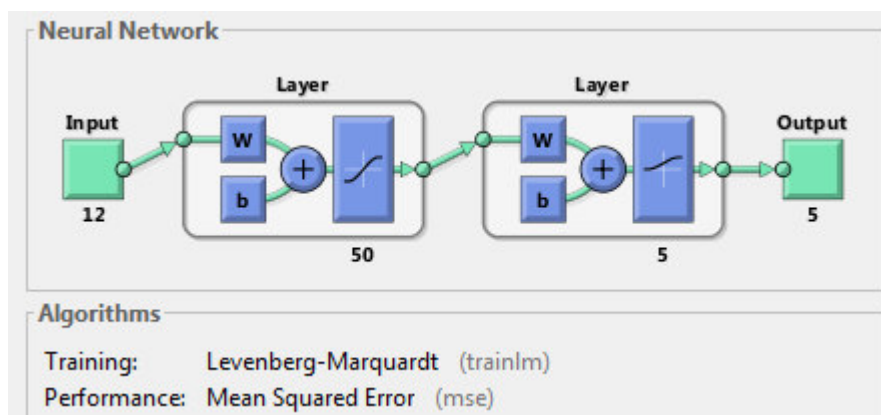 Neural Network
Layer Layer
Input Output
W W
+ +
b b
12 5
50 5
Algorithms
Training: Levenberg-Marquardt (trainlm)
Performance: Mean Squared Error (mse)